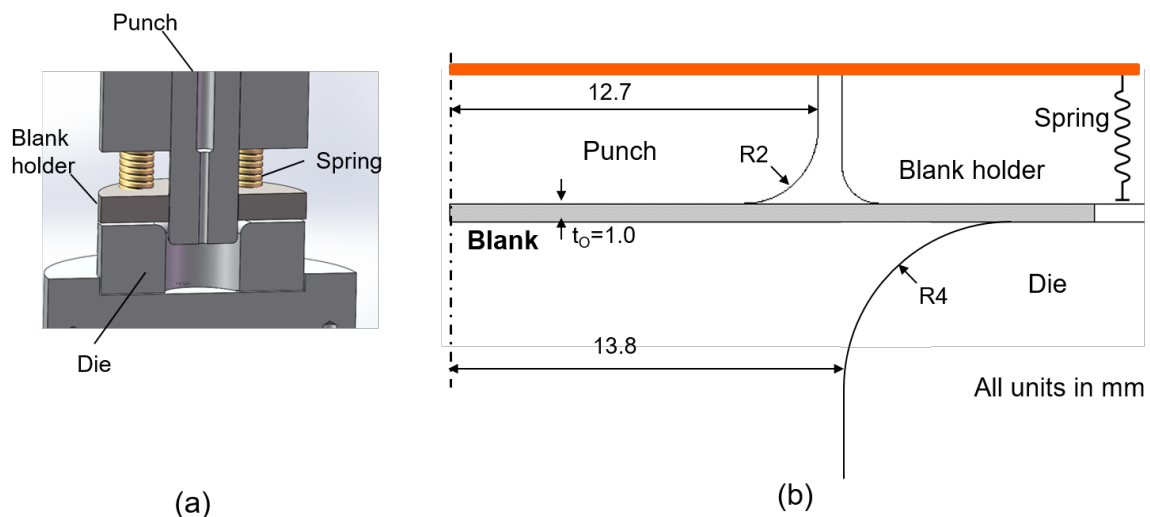 Punch
Blank
holder
Spring
Die
(a)
12.7
Punch
R2
Blank holder
Spring
Blank
tO=1.0
R4
Die
13.8
All units in mm
(b)